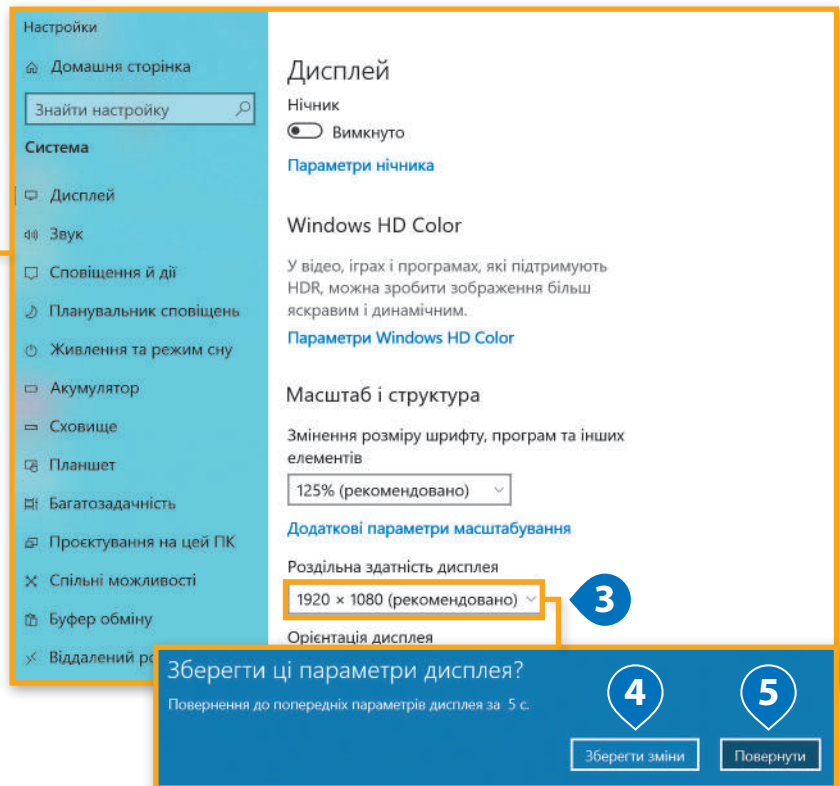 Настройки
Домашня сторінка
Знайти настройку
Система
Дисплей
Звук
Сповіщення й дії
Планувальник сповіщень
Живлення та режим сну
Акумулятор
Сховище
Планшет
Багатозадачність
Проєктування на цей ПК
Спільні можливості
Буфер обміну
Віддалений
Дисплей
Нічник
Вимкнуто
Параметри нічника
Windows HD Color
У відео, іграх і програмах, які підтримують
HDR, можна зробити зображення більш
яскравим і динамічним.
Параметри Windows HD Color
Масштаб і структура
Змінення розміру шрифту, програм та інших
елементів
125% (рекомендовано)
Додаткові параметри масштабування
Роздільна здатність дисплея
1920 × 1080 (рекомендовано)
3
Орієнтація дисплея
Зберегти ці параметри дисплея?
Повернення до попередніх параметрів дисплея за 5 с.
4
5
Зберегти зміни
Повернути